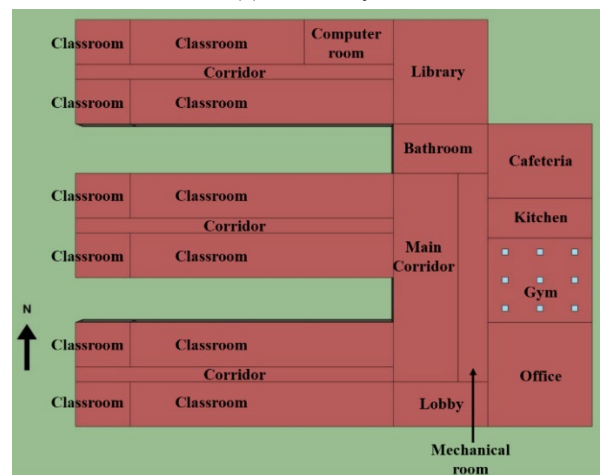 Classroom Classroom Computer
room
Library
Corridor
Classroom Classroom
Bathroom
Cafeteria
Classroom Classroom
Kitchen
Corridor
Main
Corridor
Classroom Classroom
Gym
N
Classroom Classroom
Office
Corridor
Classroom Classroom
Lobby
Mechanical
room